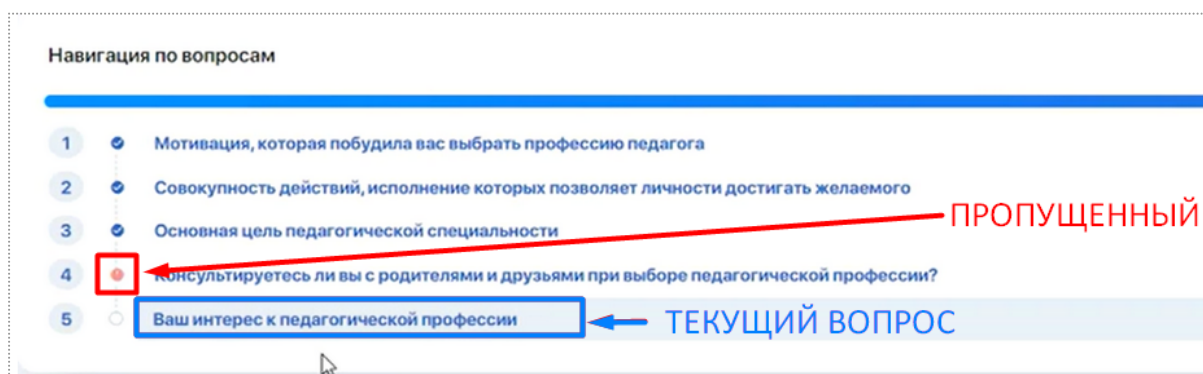 Навигация по вопросам
1 Мотивация, которая побудила вас выбрать профессию педагога
2 Совокупность действий, исполнение которых позволяет личности достигать желаемого
3 Основная цель педагогической специальности
ПРОПУЩЕННЫЙ
4 Консультируетесь ли вы с родителями и друзьями при выборе педагогической профессии?
5 Ваш интерес к педагогической профессии
ТЕКУЩИЙ ВОПРОС